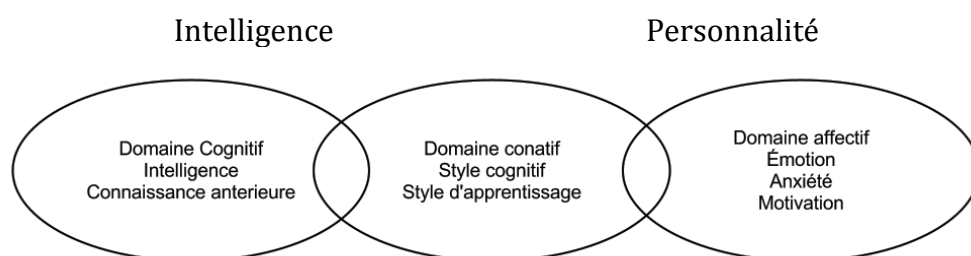 Intelligence
Personnalité
Domaine Cognitif
Intelligence
Connaissance anterieure
Domaine conatif
Style cognitif
Style d'apprentissage
Domaine affectif
Émotion
Anxiété
Motivation